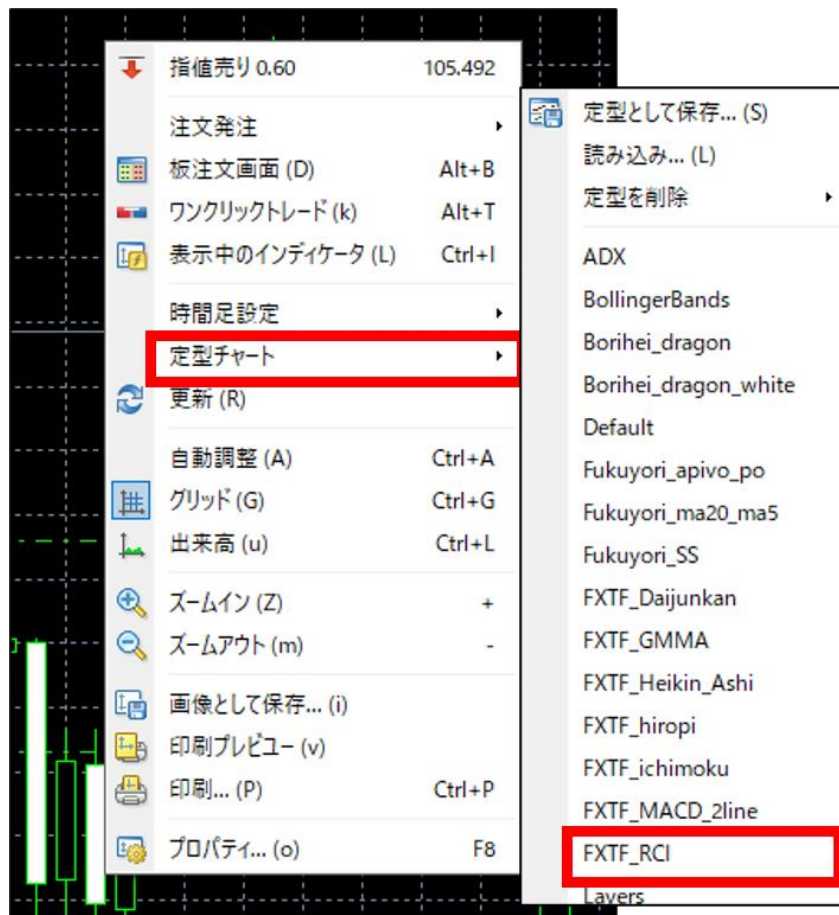 指値売り 0.60 105.492
注文発注
板注文画面 (D) Alt+B
ワンクリックトレード (k) Alt+T
表示中のインディケータ (L) Ctrl+I
時間足設定
定型チャート
更新 (R)
自動調整 (A) Ctrl+A
グリッド (G) Ctrl+G
出来高 (u) Ctrl+L
ズームイン (Z) +
ズームアウト (m) -
画像として保存... (i)
印刷プレビュー (v)
印刷... (P) Ctrl+P
プロパティ... (o) F8
定型として保存... (S)
読み込み... (L)
定型を削除
ADX
BollingerBands
Borihei_dragon
Borihei_dragon_white
Default
Fukuyori_apivo_po
Fukuyori_ma20_ma5
Fukuyori_SS
FXTF_Daijunkan
FXTF_GMMA
FXTF_Heikin_Ashi
FXTF_hiropi
FXTF_ichimoku
FXTF_MACD_2line
FXTF_RCI
Layers